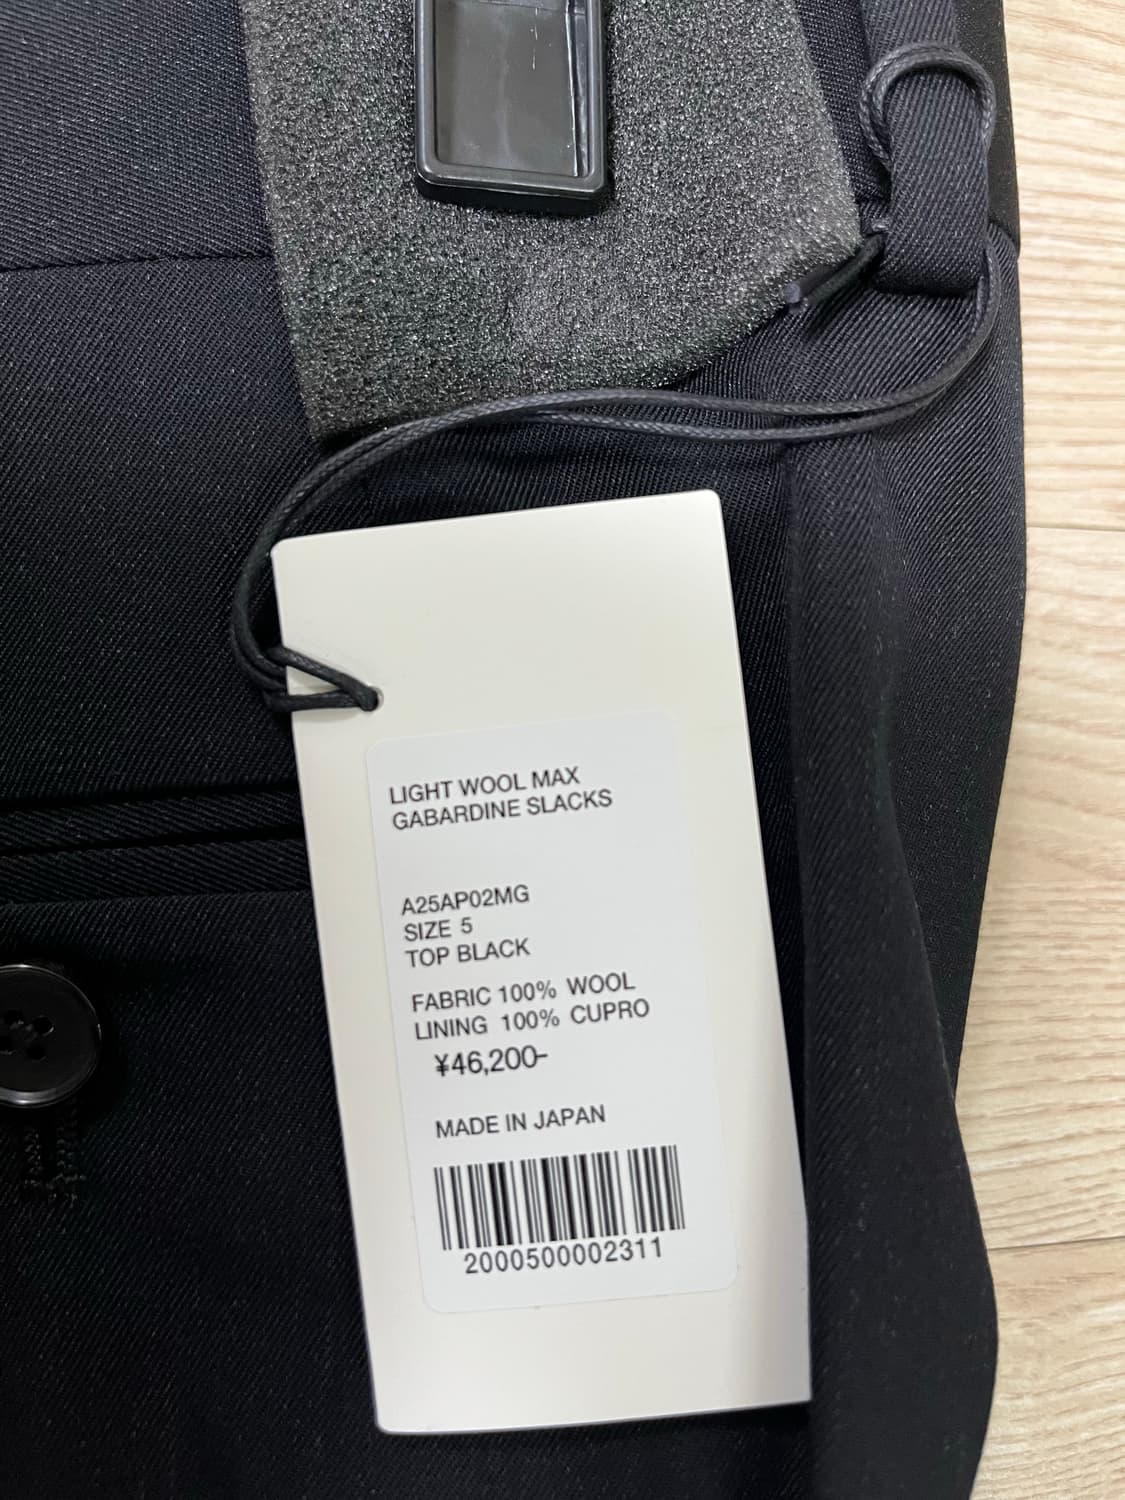 LIGHT WOOL MAX
GABARDINE SLACKS
A25AP02MG
SIZE 5
TOP BLACK
FABRIC 100% WOOL
LINING 100% CUPRO
¥46,200-
MADE IN JAPAN
2000500002311